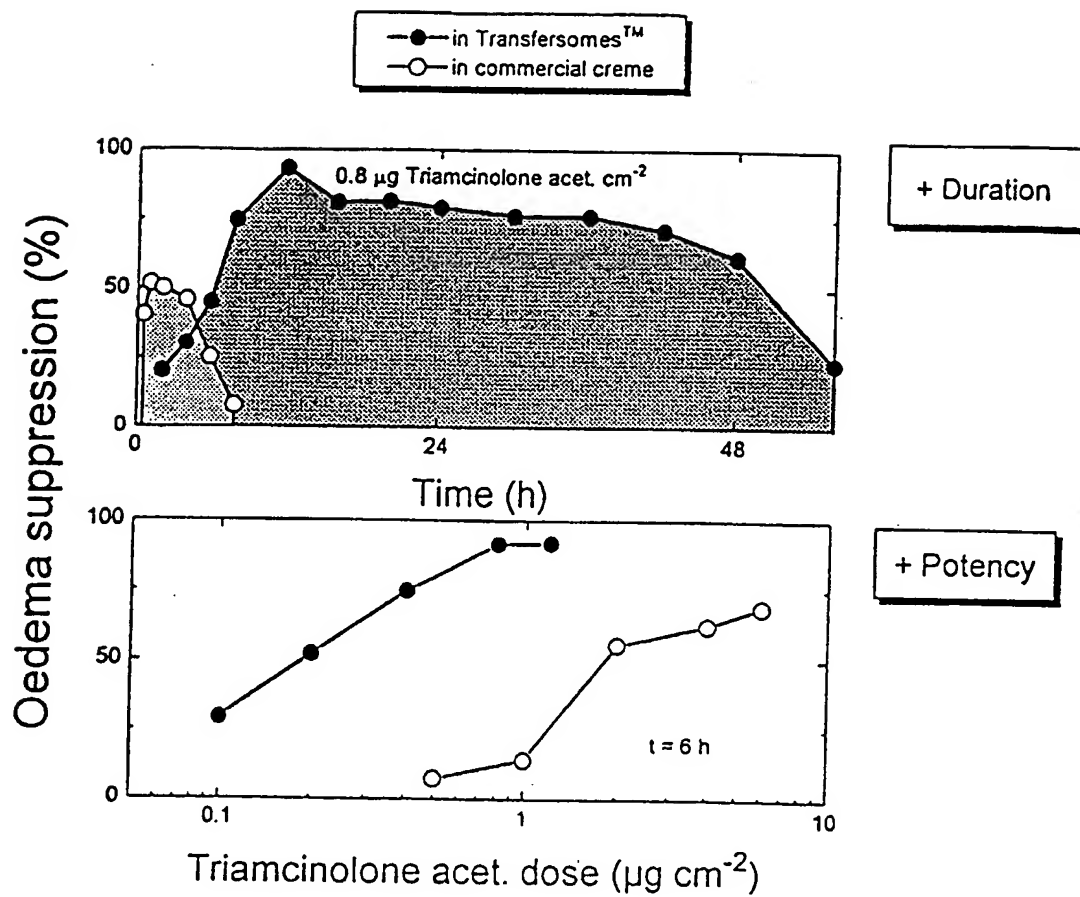 in Transfersomes™
in commercial creme
100
50
0
0.8 µg Triamcinolone acet. cm⁻²
+ Duration
0
24
48
Time (h)
Oedema suppression (%)
100
50
0
t = 6 h
+ Potency
0.1
1
10
Triamcinolone acet. dose (µg cm⁻²)